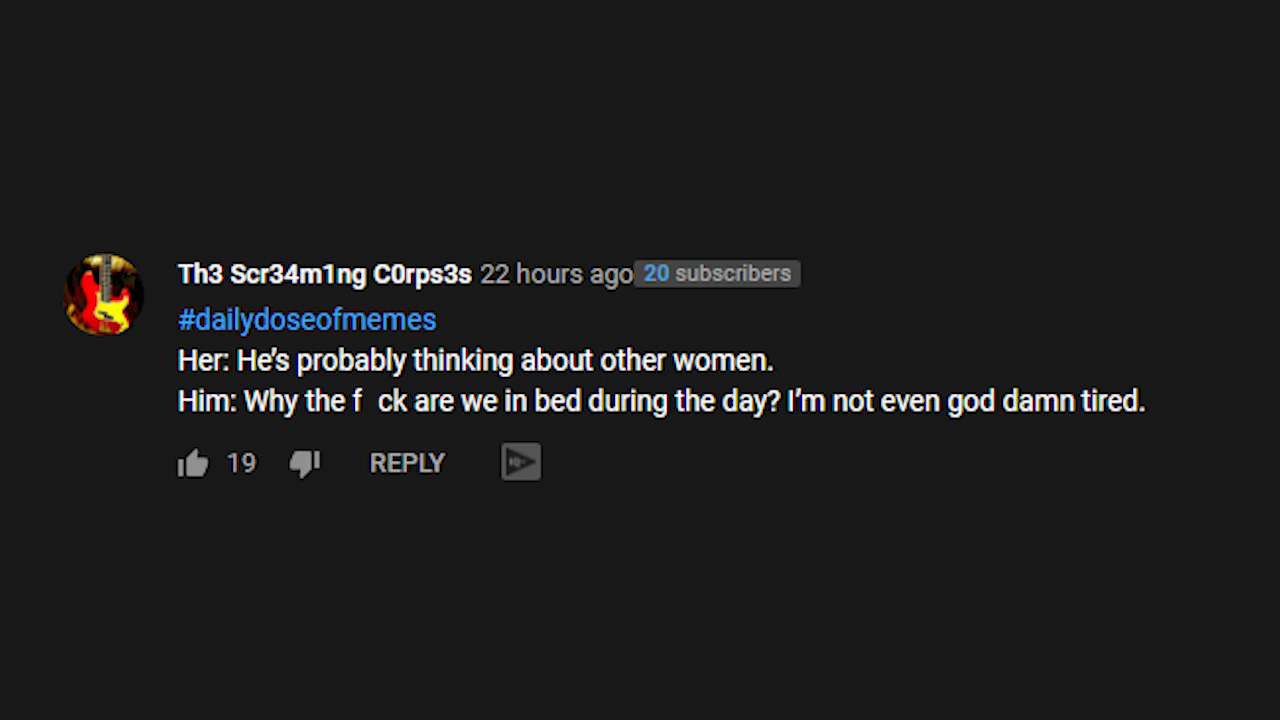 Th3 Scr34m1ng C0rps3s 22 hours ago 20 subscribers
#dailydoseofmemes
Her: He's probably thinking about other women.
Him: Why the f ck are we in bed during the day? I'm not even god damn tired.
19 REPLY